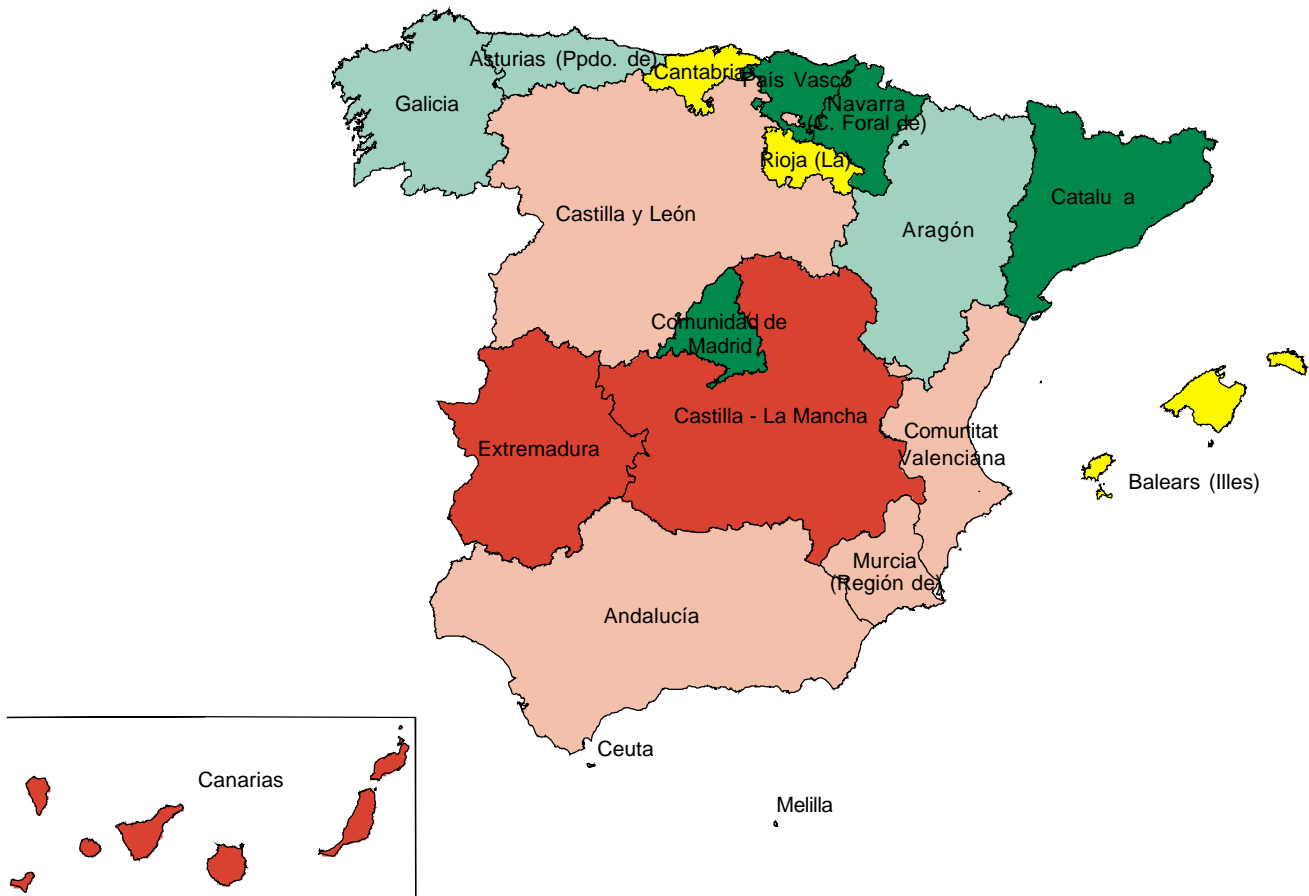 Asturias (Ppdo. de)
Cantabria
País Vasco
Galicia
Navarra
(C. Foral de)
Rioja (La)
Castilla y León
Catalu a
Aragón
Comunidad de
Madrid
Castilla - La Mancha
Comunitat
Valenciana
Extremadura
Balears (Illes)
Murcia
(Región de)
Andalucía
Ceuta
Canarias
Melilla